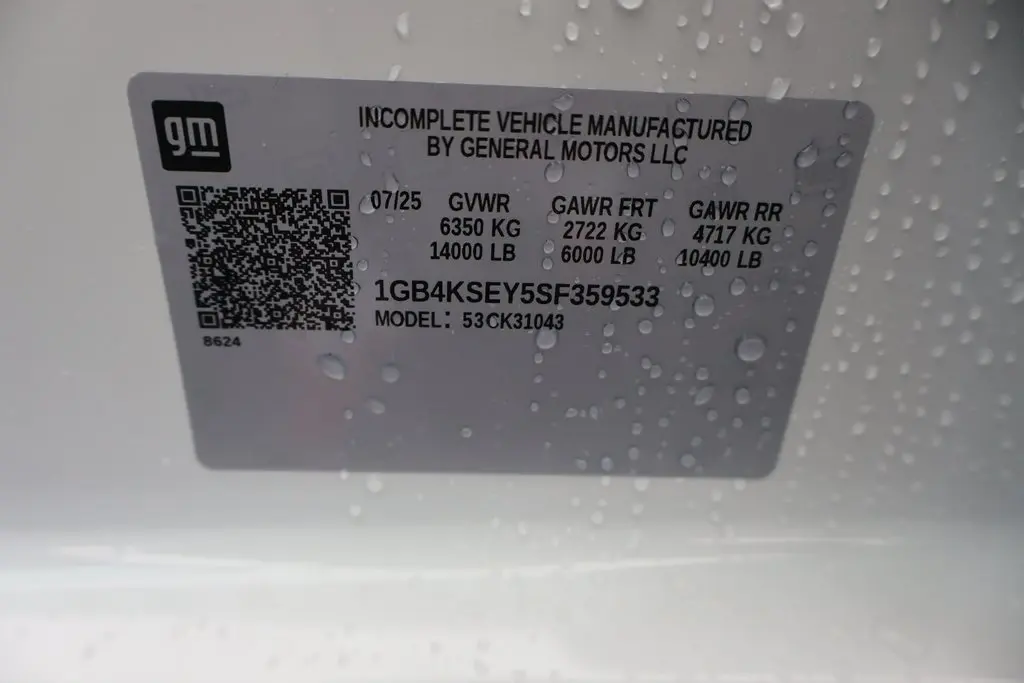 gm
INCOMPLETE VEHICLE MANUFACTURED
BY GENERAL MOTORS LLC
07/25 GVWR GAWR FRT GAWR RR
6350 KG 2722 KG 4717 KG
14000 LB 6000 LB 10400 LB
1GB4KSEY5SF359533
MODEL: 53CK31043
8624